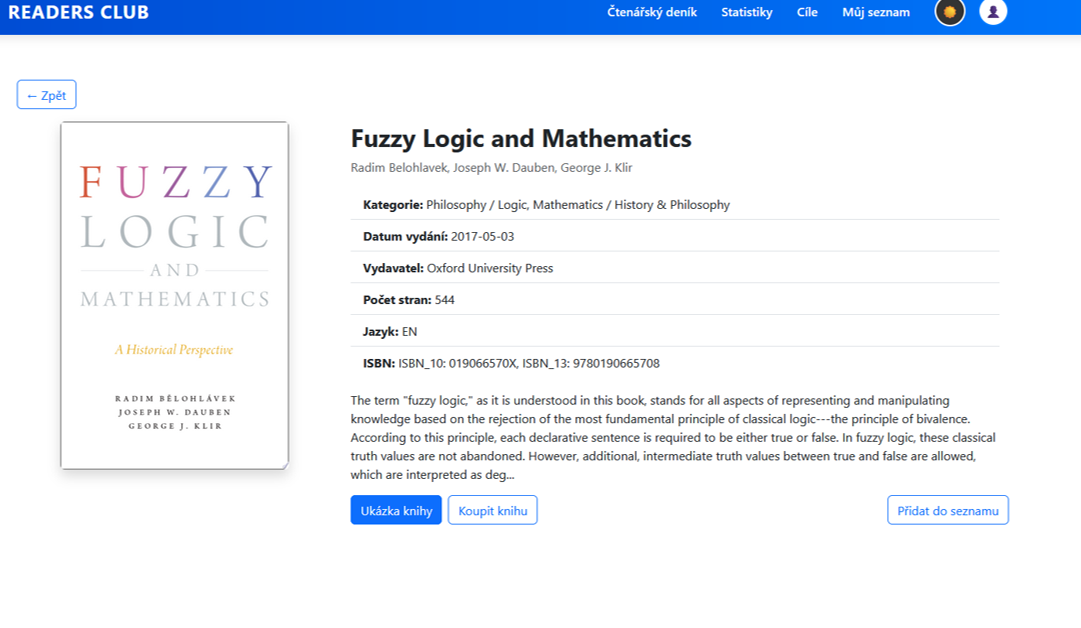 READERS CLUB
Čtenářský deník
Statistiky
Cíle
Můj seznam
← Zpět
FUZZY
LOGIC
AND
MATHEMATICS
A Historical Perspective
RADIM BĚLOHLÁVEK
JOSEPH W. DAUBEN
GEORGE J. KLIR
Fuzzy Logic and Mathematics
Radim Belohlavek, Joseph W. Dauben, George J. Klir
Kategorie: Philosophy / Logic, Mathematics / History & Philosophy
Datum vydání: 2017-05-03
Vydavatel: Oxford University Press
Počet stran: 544
Jazyk: EN
ISBN: ISBN_10: 019066570X, ISBN_13: 9780190665708
The term "fuzzy logic," as it is understood in this book, stands for all aspects of representing and manipulating
knowledge based on the rejection of the most fundamental principle of classical logic---the principle of bivalence.
According to this principle, each declarative sentence is required to be either true or false. In fuzzy logic, these classical
truth values are not abandoned. However, additional, intermediate truth values between true and false are allowed,
which are interpreted as deg...
Ukázka knihy
Koupit knihu
Přidat do seznamu